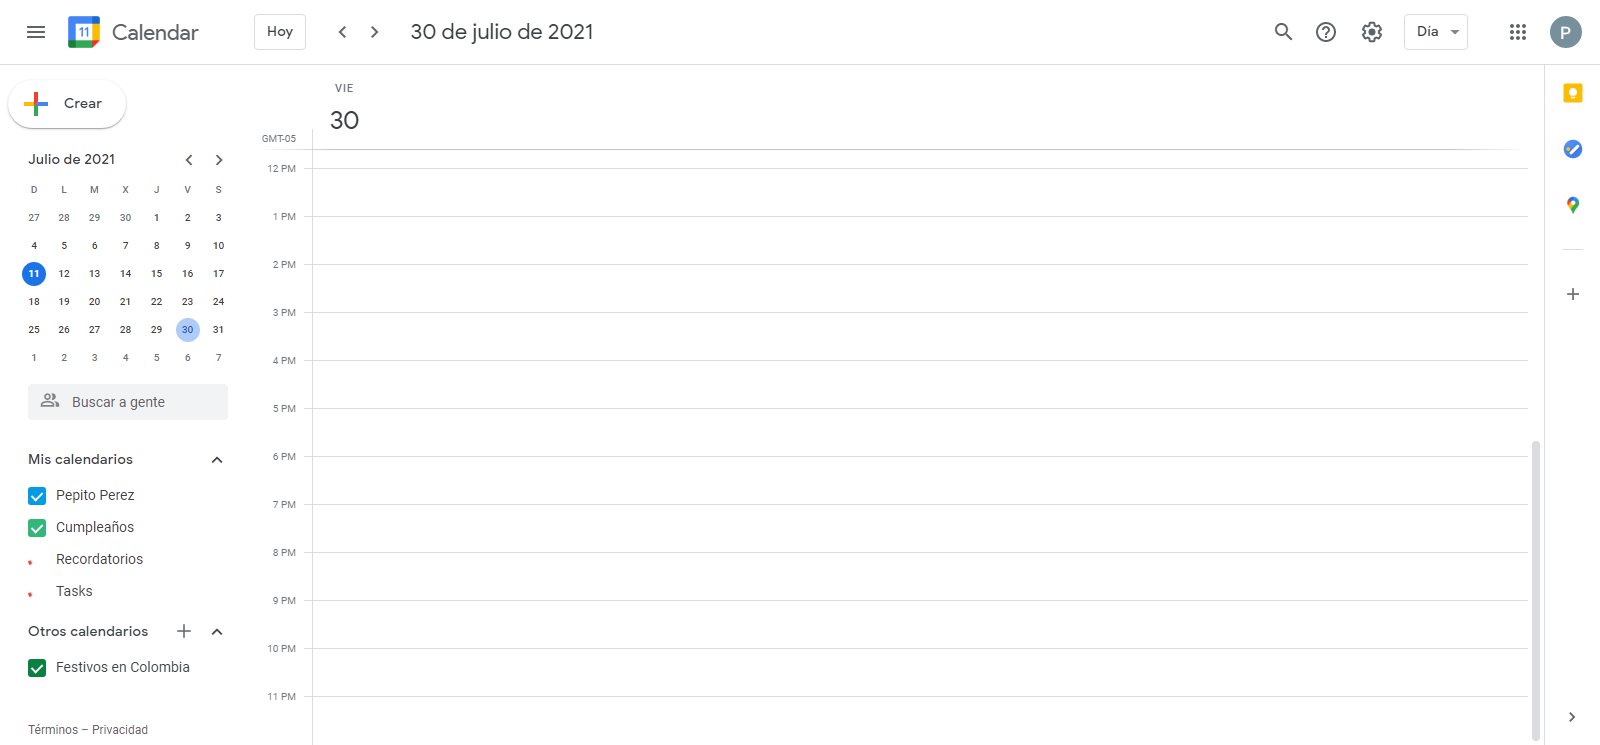 11 Calendar Hoy 30 de julio de 2021 Día P
Crear
Julio de 2021
D L M X J V S
27 28 29 30 1 2 3
4 5 6 7 8 9 10
11 12 13 14 15 16 17
18 19 20 21 22 23 24
25 26 27 28 29 30 31
1 2 3 4 5 6 7
Buscar a gente
Mis calendarios
Pepito Perez
Cumpleaños
Recordatorios
Tasks
Otros calendarios
Festivos en Colombia
Términos – Privacidad
VIE
30
GMT-05
12 PM
1 PM
2 PM
3 PM
4 PM
5 PM
6 PM
7 PM
8 PM
9 PM
10 PM
11 PM